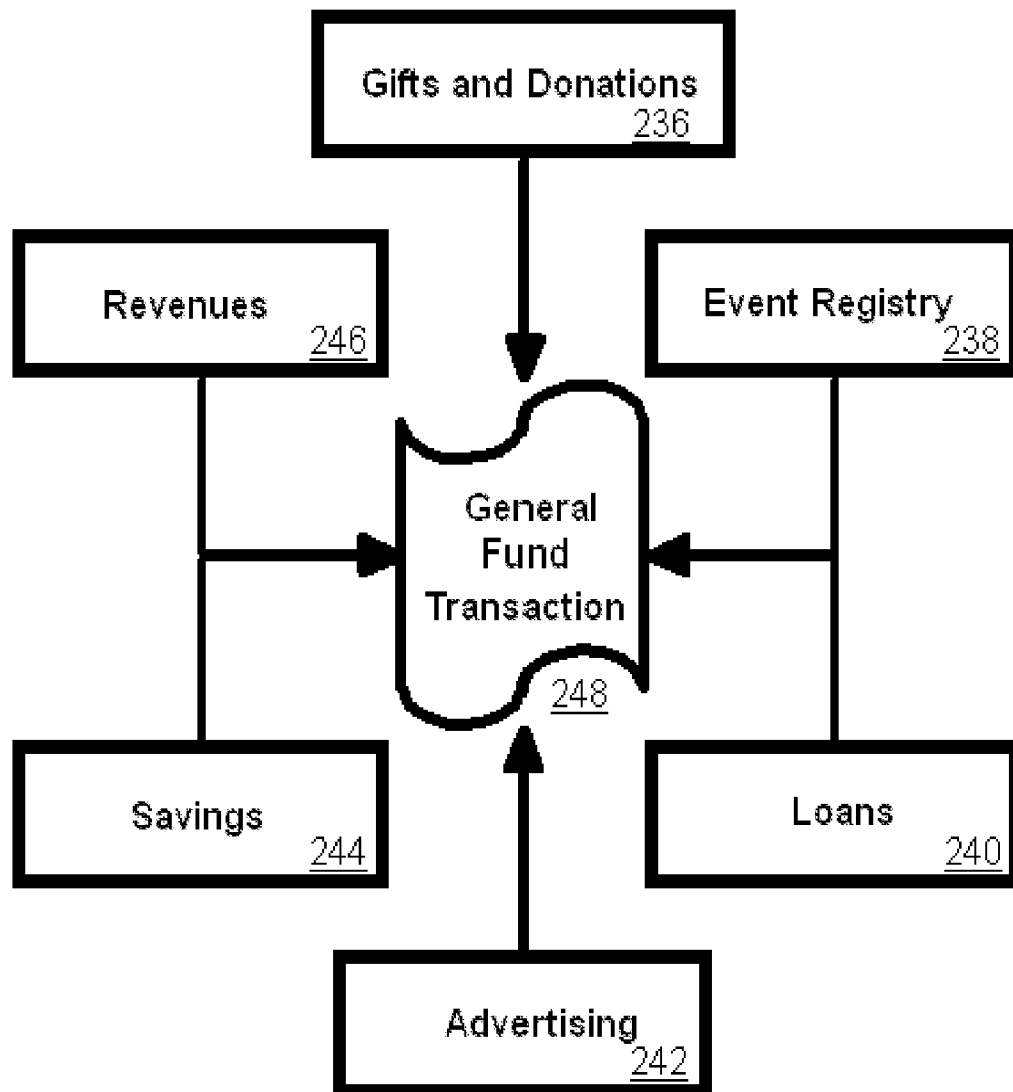 Gifts and Donations
236
Revenues
246
Event Registry
238
General
Fund
Transaction
248
Savings
244
Loans
240
Advertising
242